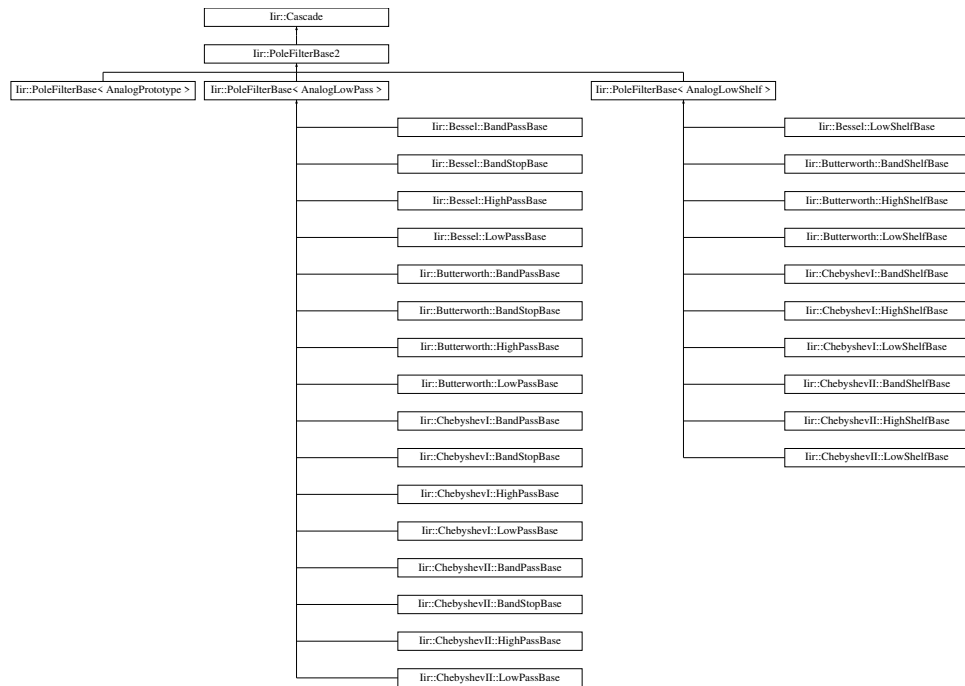 Iir::Cascade
Iir::PoleFilterBase2
Iir::PoleFilterBase< AnalogPrototype >
Iir::PoleFilterBase< AnalogLowPass >
Iir::PoleFilterBase< AnalogLowShelf >
Iir::Bessel::BandPassBase
Iir::Bessel::BandStopBase
Iir::Bessel::HighPassBase
Iir::Bessel::LowPassBase
Iir::Butterworth::BandPassBase
Iir::Butterworth::BandStopBase
Iir::Butterworth::HighPassBase
Iir::Butterworth::LowPassBase
Iir::ChebyshevI::BandPassBase
Iir::ChebyshevI::BandStopBase
Iir::ChebyshevI::HighPassBase
Iir::ChebyshevI::LowPassBase
Iir::ChebyshevII::BandPassBase
Iir::ChebyshevII::BandStopBase
Iir::ChebyshevII::HighPassBase
Iir::ChebyshevII::LowPassBase
Iir::Bessel::LowShelfBase
Iir::Butterworth::BandShelfBase
Iir::Butterworth::HighShelfBase
Iir::Butterworth::LowShelfBase
Iir::ChebyshevI::BandShelfBase
Iir::ChebyshevI::HighShelfBase
Iir::ChebyshevI::LowShelfBase
Iir::ChebyshevII::BandShelfBase
Iir::ChebyshevII::HighShelfBase
Iir::ChebyshevII::LowShelfBase